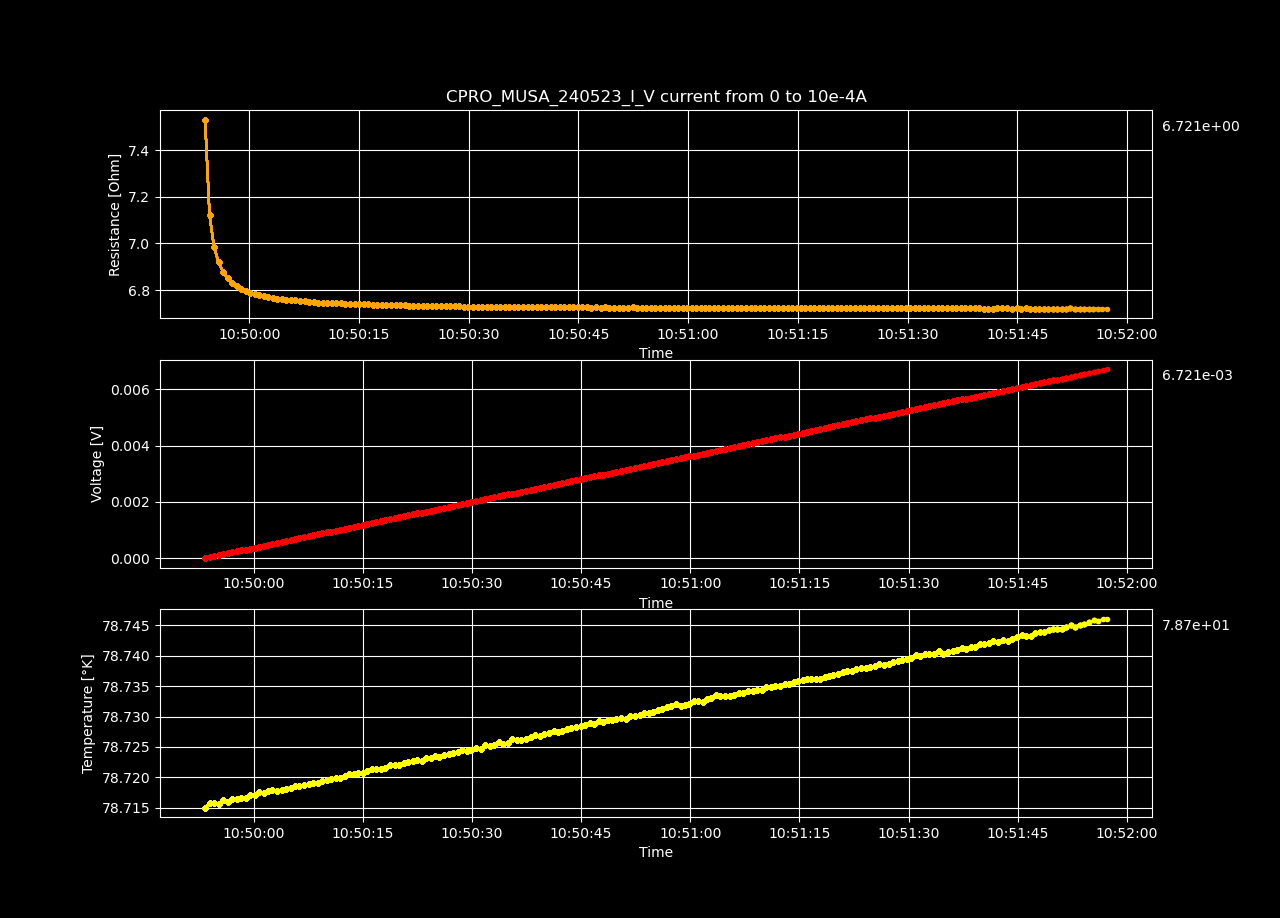 CPRO_MUSA_240523_I_V current from 0 to 10e-4A
6.721e+00
Resistance [Ohm]
7.4
7.2
7.0
6.8
10:50:00 10:50:15 10:50:30 10:50:45 10:51:00 10:51:15 10:51:30 10:51:45 10:52:00
Time
6.721e-03
Voltage [V]
0.006
0.004
0.002
0.000
10:50:00 10:50:15 10:50:30 10:50:45 10:51:00 10:51:15 10:51:30 10:51:45 10:52:00
Time
7.87e+01
Temperature [°K]
78.745
78.740
78.735
78.730
78.725
78.720
78.715
10:50:00 10:50:15 10:50:30 10:50:45 10:51:00 10:51:15 10:51:30 10:51:45 10:52:00
Time